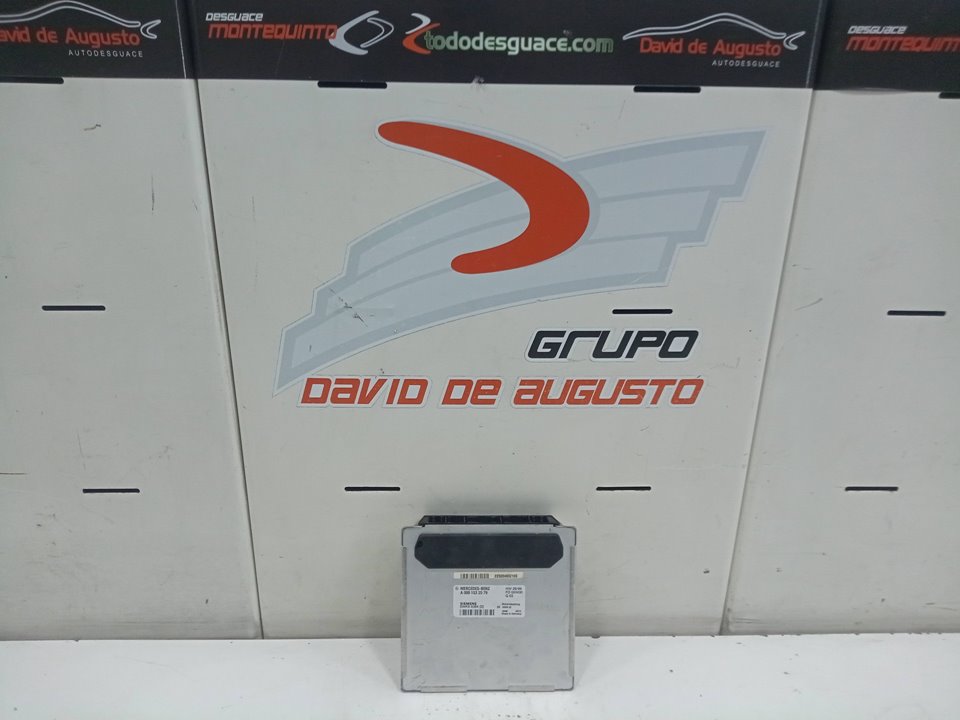 David de Augusto
AUTODESGUACE
DESGUACE
MONTEQUINTO
tododesguace.com
David de Augusto
AUTODESGUACE
DESGUACE
MONTEQUINTO
GRUPO
DAVID DE AUGUSTO
MERCEDES-BENZ
SIEMENS